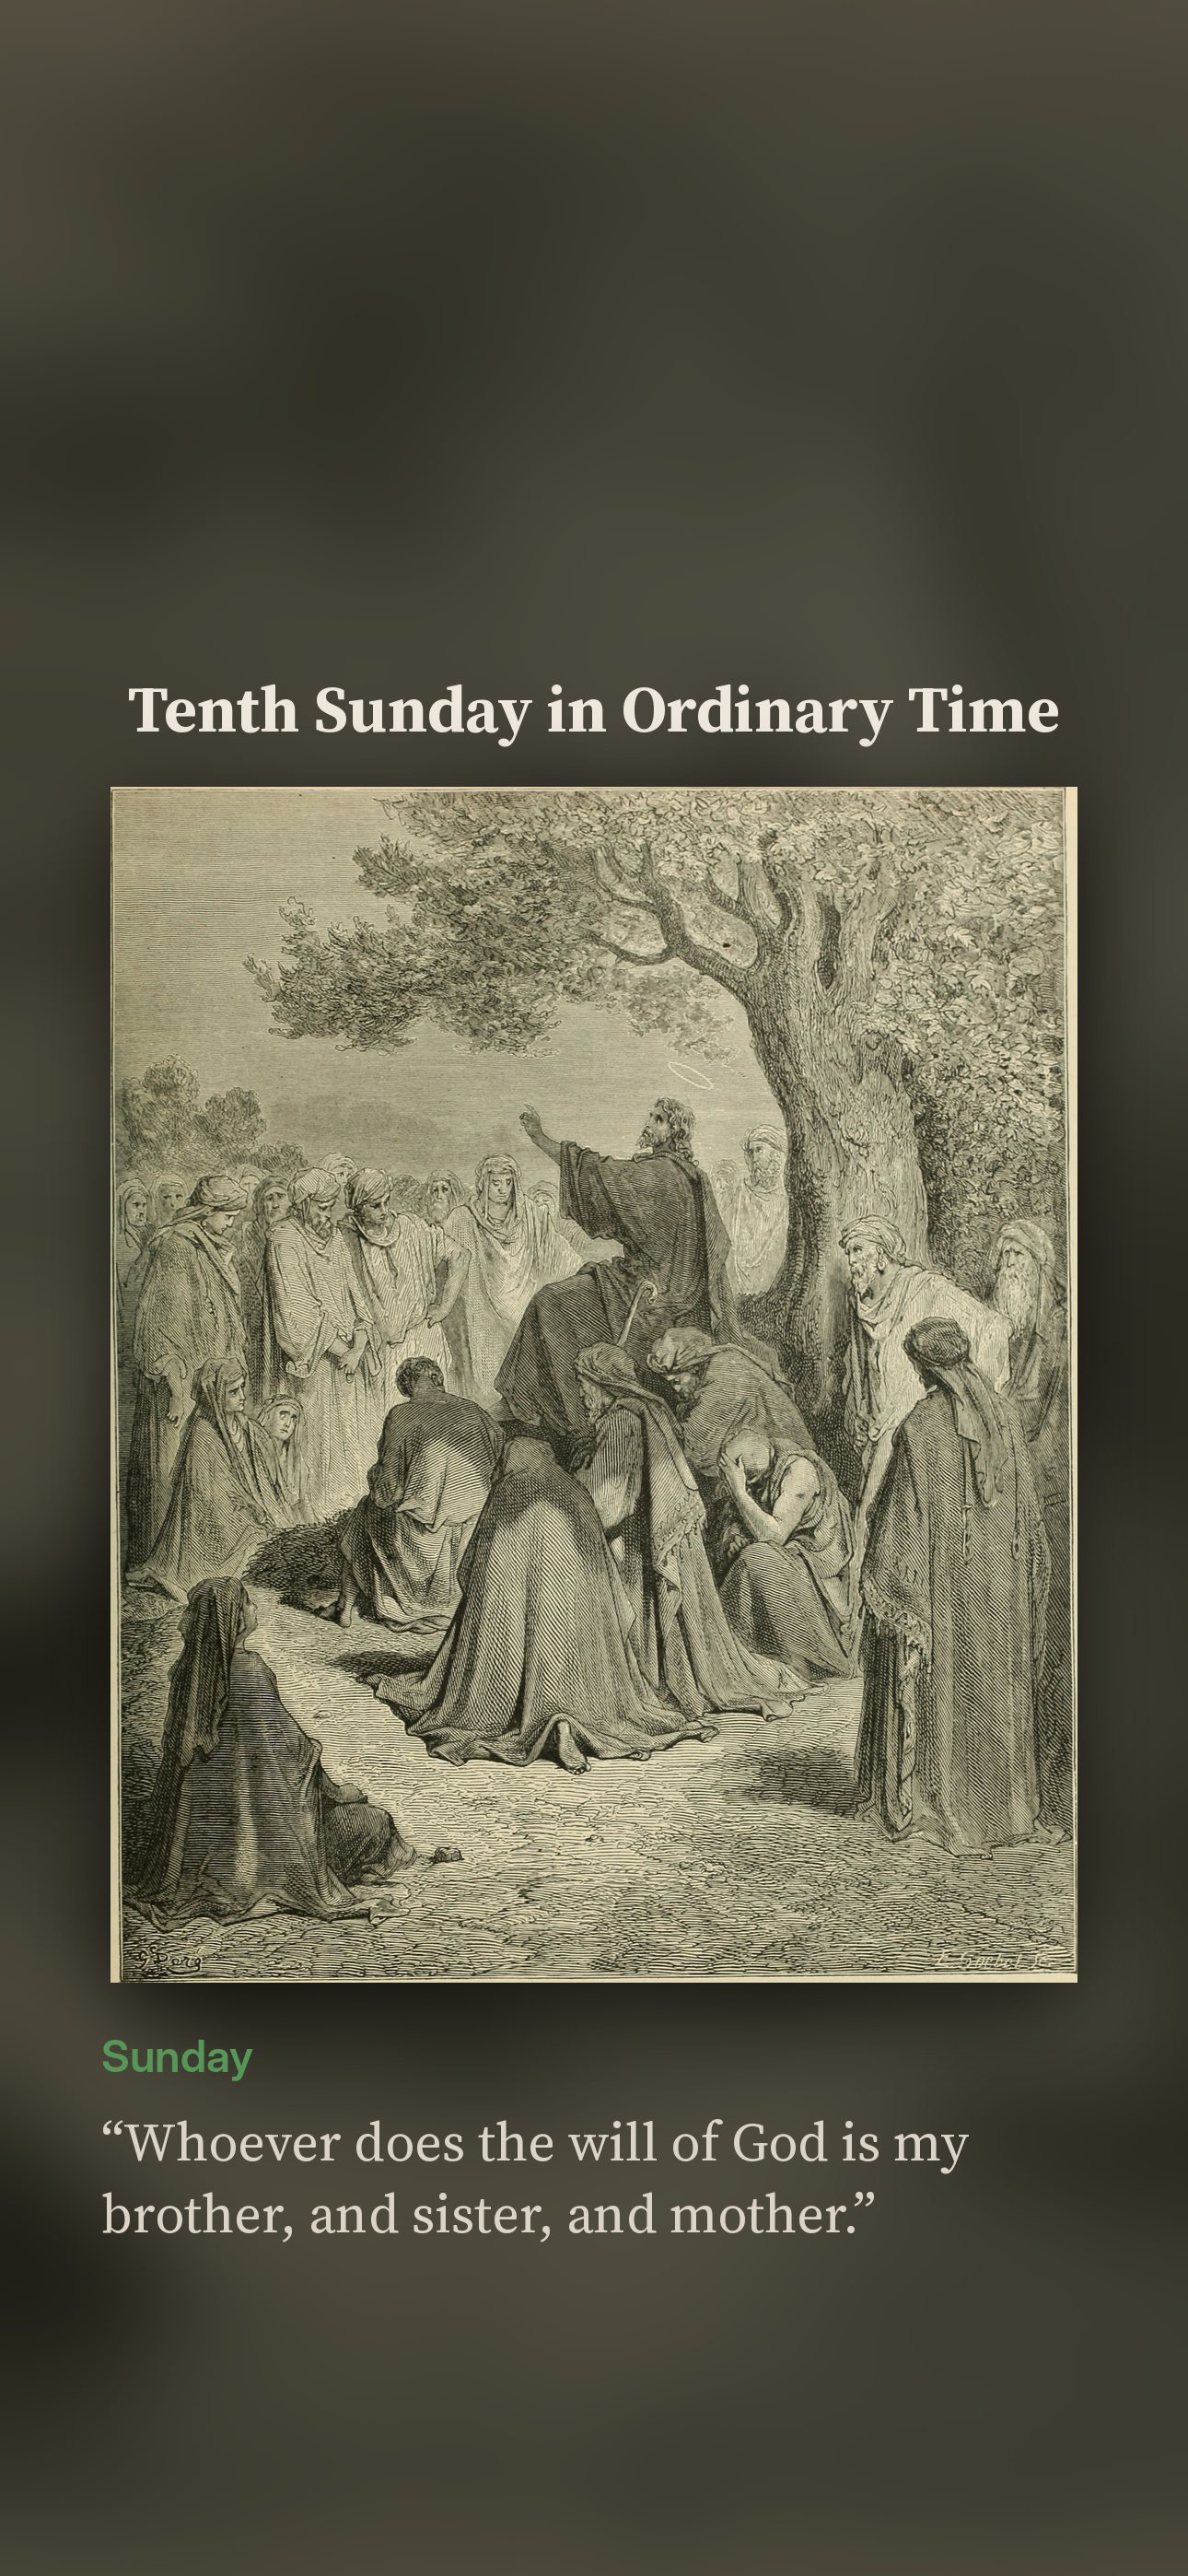 Tenth Sunday in Ordinary Time
G. Doré
Sunday
“Whoever does the will of God is my
brother, and sister, and mother.”